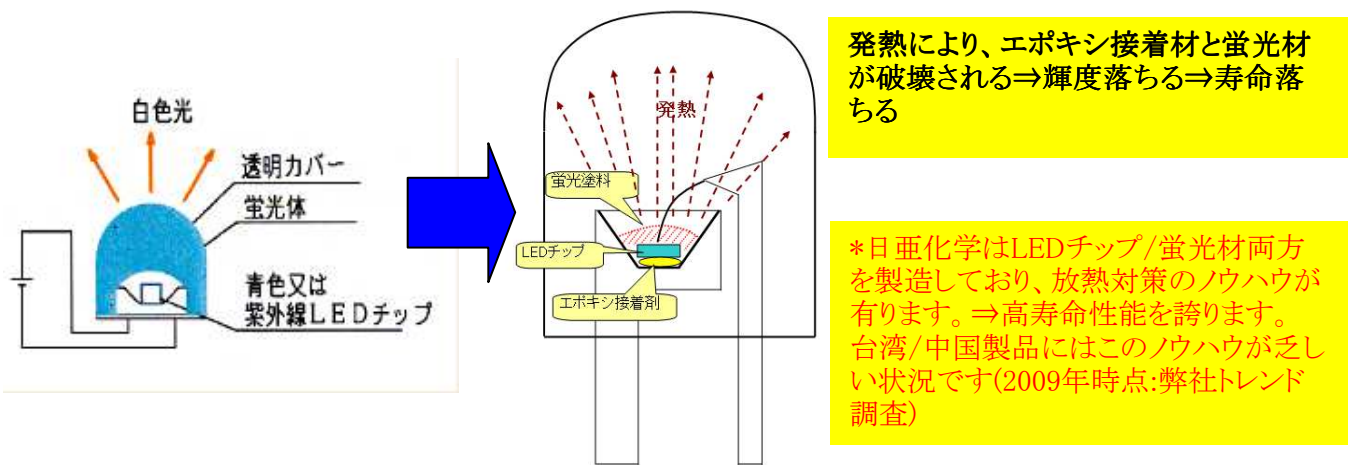 白色光
透明カバー
蛍光体
青色又は
紫外線LEDチップ
発熱
蛍光塗料
LEDチップ
エポキシ接着剤
発熱により、エポキシ接着材と蛍光材
が破壊される⇒輝度落ちる⇒寿命落
ちる
*日亜化学はLEDチップ/蛍光材両方
を製造しており、放熱対策のノウハウが
有ります。⇒高寿命性能を誇ります。
台湾/中国製品にはこのノウハウが乏し
い状況です(2009年時点:弊社トレンド
調査)